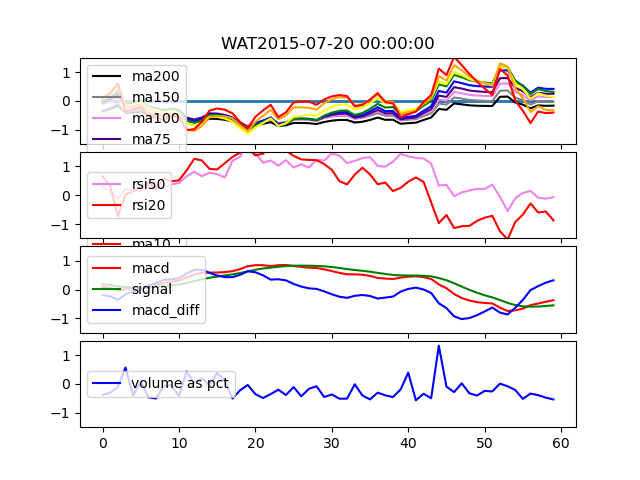 WAT2015-07-20 00:00:00
1
0
−1
ma200
ma150
ma100
ma75
1
0
−1
rsi50
rsi20
ma10
1
0
−1
macd
signal
macd_diff
1
0
−1
volume as pct
0 10 20 30 40 50 60